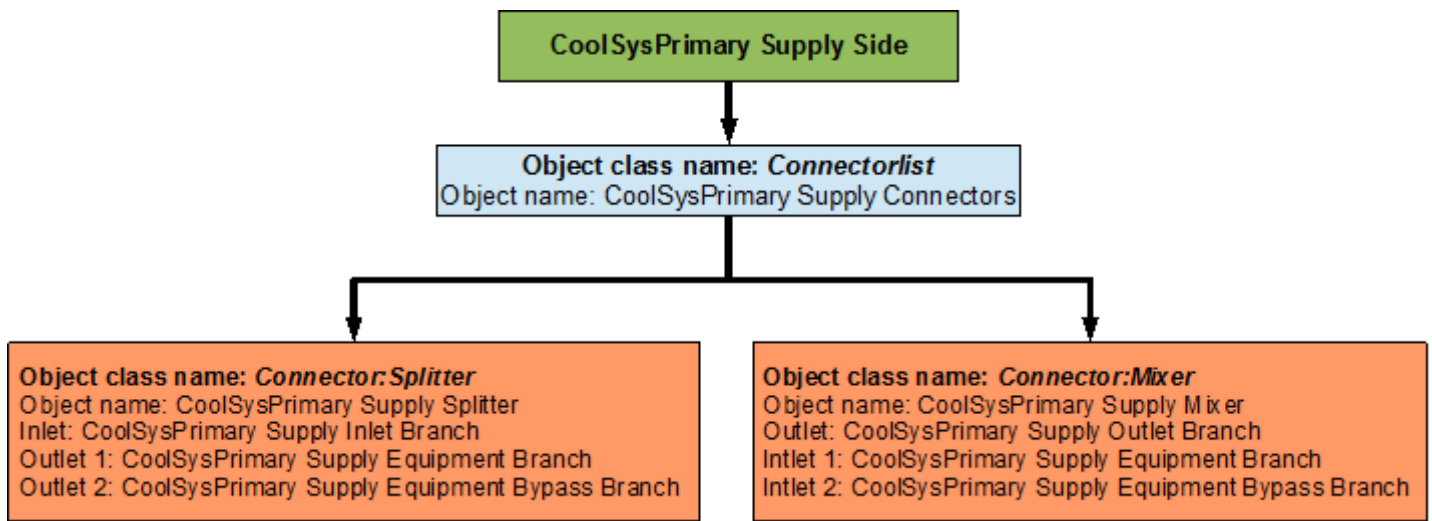 CoolSysPrimary Supply Side
Object class name: Connectorlist
Object name: CoolSysPrimary Supply Connectors
Object class name: Connector:Splitter
Object name: CoolSysPrimary Supply Splitter
Inlet: CoolSysPrimary Supply Inlet Branch
Outlet 1: CoolSysPrimary Supply Equipment Branch
Outlet 2: CoolSysPrimary Supply Equipment Bypass Branch
Object class name: Connector:Mixer
Object name: CoolSysPrimary Supply Mixer
Outlet: CoolSysPrimary Supply Outlet Branch
Intlet 1: CoolSysPrimary Supply Equipment Branch
Intlet 2: CoolSysPrimary Supply Equipment Bypass Branch